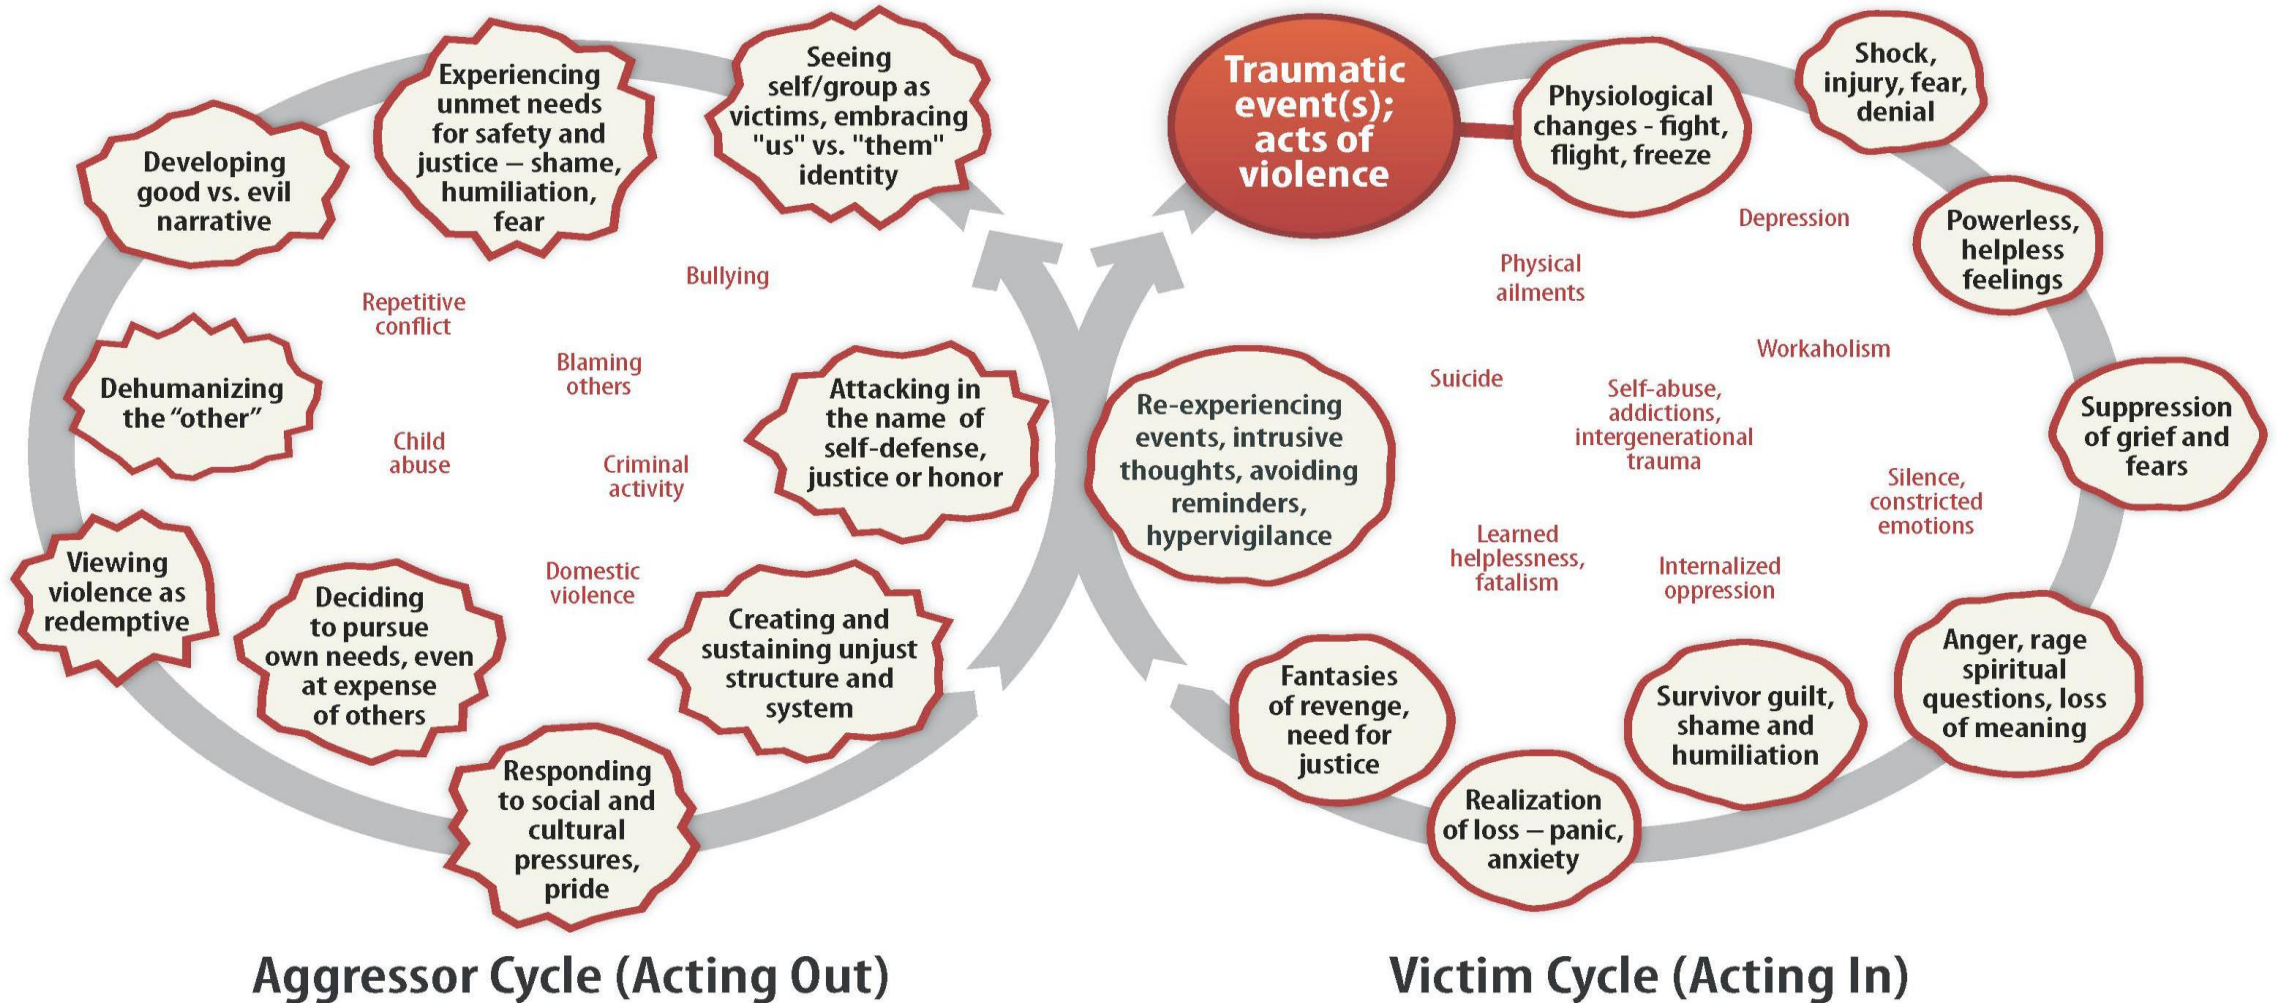 Seeing
self/group as
victims, embracing
"us" vs. "them"
identity
Experiencing
unmet needs
for safety and
justice – shame,
humiliation,
fear
Developing
good vs. evil
narrative
Dehumanizing
the “other”
Viewing
violence as
redemptive
Deciding
to pursue
own needs, even
at expense
of others
Responding
to social and
cultural
pressures,
pride
Creating and
sustaining unjust
structure and
system
Attacking in
the name of
self-defense,
justice or honor
Bullying
Repetitive
conflict
Blaming
others
Child
abuse
Criminal
activity
Domestic
violence
Aggressor Cycle (Acting Out)
Traumatic
event(s);
acts of
violence
Physiological
changes - fight,
flight, freeze
Shock,
injury, fear,
denial
Powerless,
helpless
feelings
Suppression
of grief and
fears
Anger, rage
spiritual
questions, loss
of meaning
Survivor guilt,
shame and
humiliation
Realization
of loss – panic,
anxiety
Fantasies
of revenge,
need for
justice
Re-experiencing
events, intrusive
thoughts, avoiding
reminders,
hypervigilance
Depression
Physical
ailments
Workaholism
Suicide
Self-abuse,
addictions,
intergenerational
trauma
Silence,
constricted
emotions
Learned
helplessness,
fatalism
Internalized
oppression
Victim Cycle (Acting In)